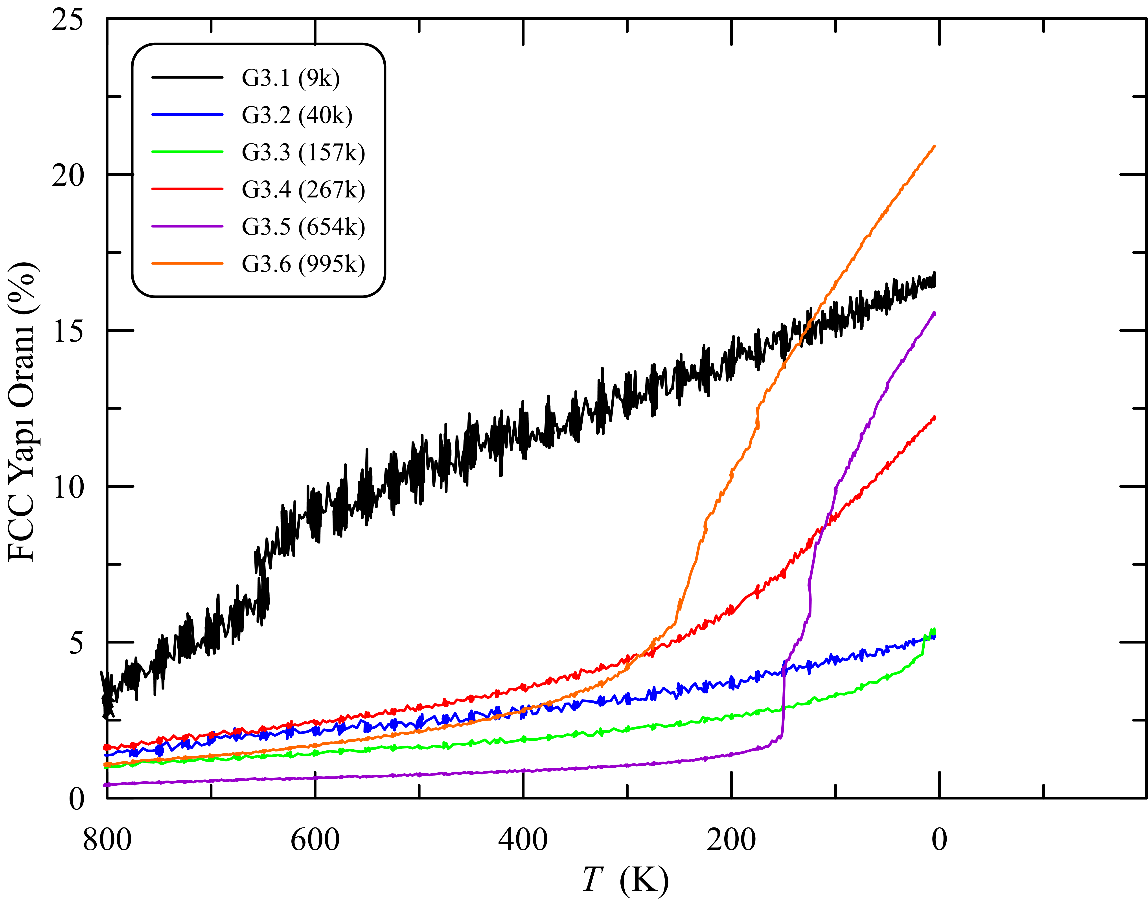 25
20
15
10
5
0
FCC Yapı Oranı (%)
G3.1 (9k)
G3.2 (40k)
G3.3 (157k)
G3.4 (267k)
G3.5 (654k)
G3.6 (995k)
800 600 400 200 0
T (K)